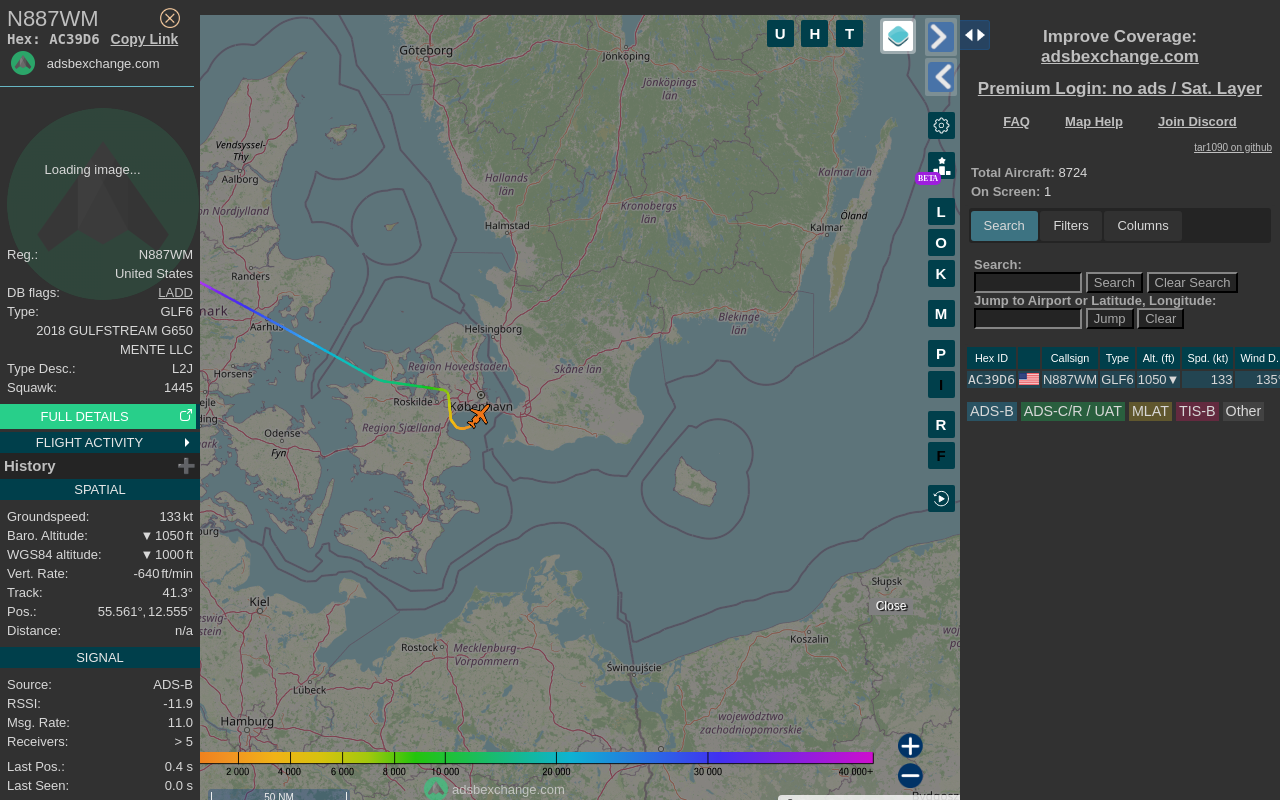 N887WM
Hex: AC39D6 Copy Link
adsbexchange.com
Loading image...
Reg.: N887WM
United States
DB flags: LADD
Type: GLF6
2018 GULFSTREAM G650
MENTE LLC
Type Desc.: L2J
Squawk: 1445
FULL DETAILS
FLIGHT ACTIVITY
History
SPATIAL
Groundspeed: 133 kt
Baro. Altitude: ▼ 1050 ft
WGS84 altitude: ▼ 1000 ft
Vert. Rate: -640 ft/min
Track: 41.3°
Pos.: 55.561°, 12.555°
Distance: n/a
SIGNAL
Source: ADS-B
RSSI: -11.9
Msg. Rate: 11.0
Receivers: > 5
Last Pos.: 0.4 s
Last Seen: 0.0 s
U H T
Göteborg
Jönköping
Jönköpings
län
Vendsyssel-
Thy
Aalborg
on Nordjylland
Hallands
län
Kalmar län
Kronobergs
län
Öland
Halmstad
Kalmar
Randers
mark
Aarhus
Helsingborg
Blekinge
län
Horsens
Region Hovedstaden
Skåne län
Roskilde
København
ding
Odense
Fyn
Region Sjælland
ark
burg
Kiel
eswig-
stein
Rostock
Mecklenburg-
Vorpommern
Lübeck
Hamburg
Świnoujście
Koszalin
Słupsk
Close
województwo
zachodniopomorskie
Bydgosz
BETA
L
O
K
M
P
I
R
F
2 000 4 000 6 000 8 000 10 000 20 000 30 000 40 000+
adsbexchange.com
50 NM
Improve Coverage:
adsbexchange.com
Premium Login: no ads / Sat. Layer
FAQ Map Help Join Discord
tar1090 on github
Total Aircraft: 8724
On Screen: 1
Search Filters Columns
Search:
Search Clear Search
Jump to Airport or Latitude, Longitude:
Jump Clear
Hex ID Callsign Type Alt. (ft) Spd. (kt) Wind D.
AC39D6 N887WM GLF6 1050▼ 133 135°
ADS-B ADS-C/R / UAT MLAT TIS-B Other